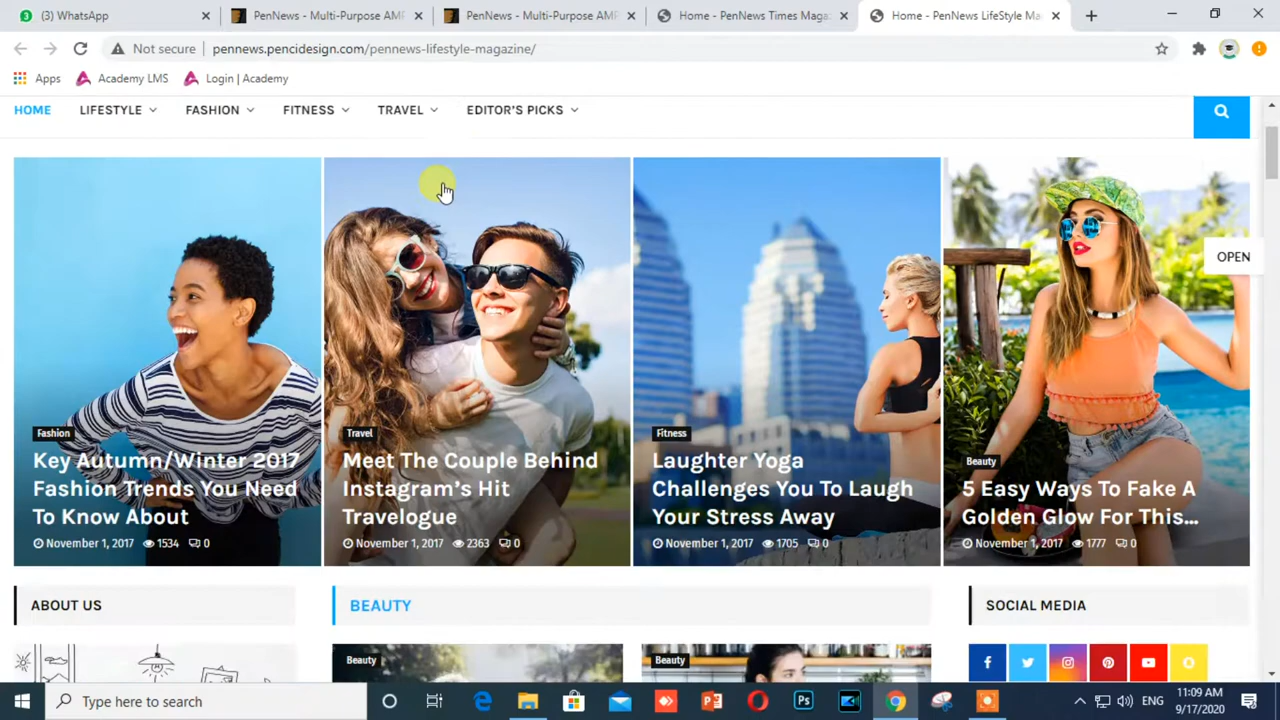 (3) WhatsApp
PenNews - Multi-Purpose AMP
PenNews - Multi-Purpose AMP
Home - PenNews Times Maga
Home - PenNews LifeStyle Ma
Not secure
pennews.pencidesign.com/pennews-lifestyle-magazine/
Apps
Academy LMS
Login | Academy
HOME
LIFESTYLE
FASHION
FITNESS
TRAVEL
EDITOR'S PICKS
OPEN
Fashion
Key Autumn/Winter 2017
Fashion Trends You Need
To Know About
November 1, 2017 1534 0
Travel
Meet The Couple Behind
Instagram's Hit
Travelogue
November 1, 2017 2363 0
Fitness
Laughter Yoga
Challenges You To Laugh
Your Stress Away
November 1, 2017 1705 0
Beauty
5 Easy Ways To Fake A
Golden Glow For This...
November 1, 2017 1777 0
ABOUT US
BEAUTY
SOCIAL MEDIA
Beauty
Beauty
Type here to search
ENG
11:09 AM
9/17/2020